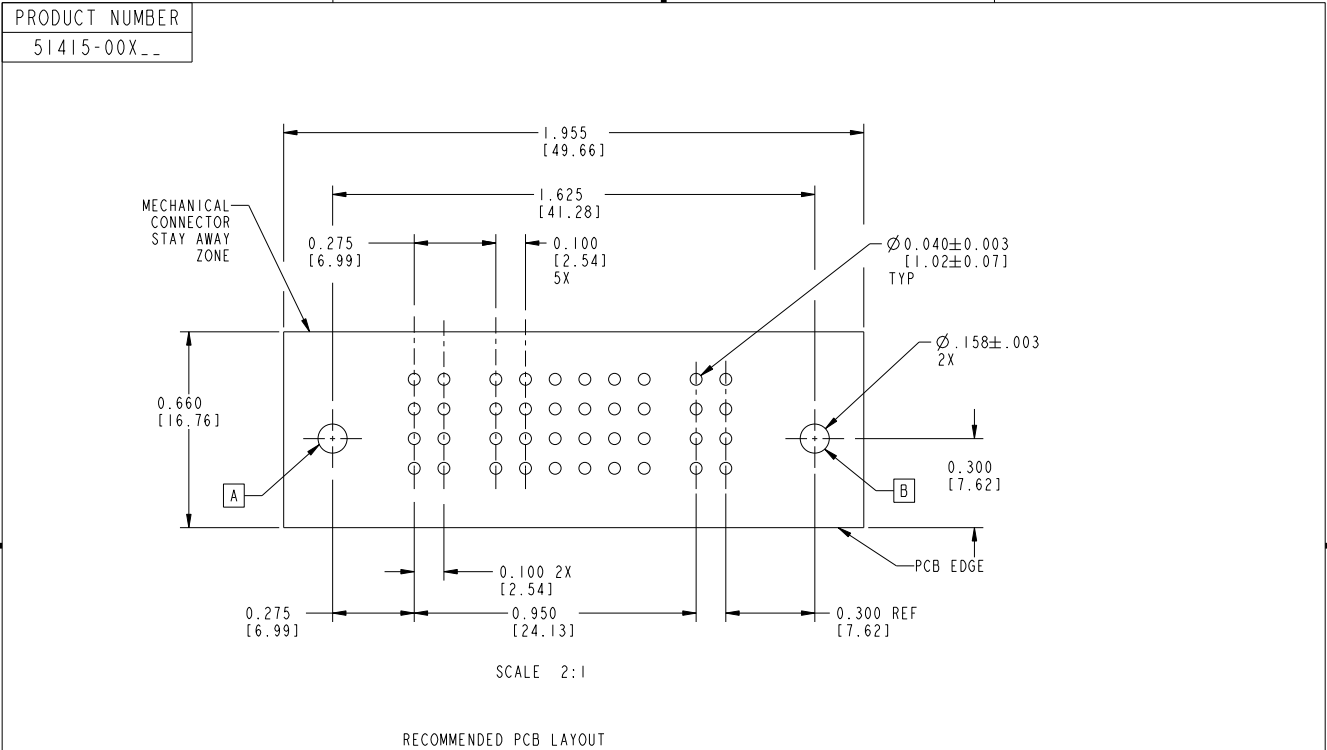 PRODUCT NUMBER
51415-00X__
1.955
[49.66]
1.625
[41.28]
MECHANICAL
CONNECTOR
STAY AWAY
ZONE
0.275
[6.99]
0.100
[2.54]
5X
Ø0.040±0.003
[1.02±0.07]
TYP
Ø.158±.003
2X
0.660
[16.76]
A
B
0.300
[7.62]
PCB EDGE
0.100 2X
[2.54]
0.275
[6.99]
0.950
[24.13]
0.300 REF
[7.62]
SCALE 2:1
RECOMMENDED PCB LAYOUT